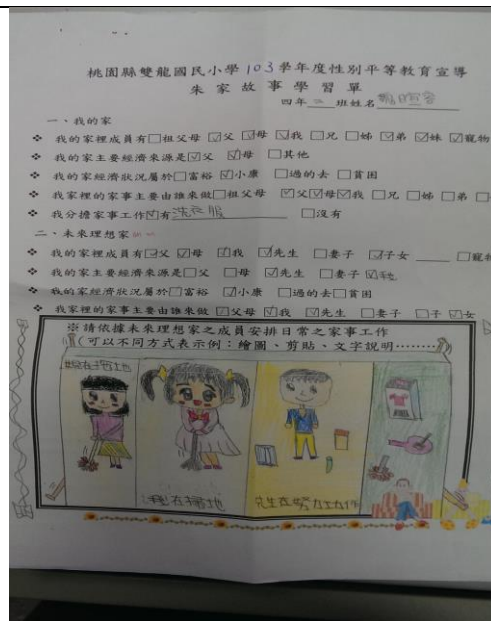 桃園縣雙龍國民小學103學年度性別平等教育宣導
朱家故事學習單
四年二班姓名
一、我的家
❖ 我的家裡成員有□祖父母 ☑父 ☑母 ☑我 □兄 □姊 ☑弟 ☑妹 ☑寵物
❖ 我的家主要經濟來源是☑父 ☑母 □其他
❖ 我的家經濟狀況屬於□富裕 ☑小康 □過的去 □貧困
❖ 我家裡的家事主要由誰來做□祖父母 ☑父☑母☑我 □兄 □姊 □弟 □
❖ 我分擔家事工作☑有洗衣服 □沒有
二、未來理想家
❖ 我的家裡成員有☑父 ☑母 ☑我 ☑先生 □妻子 ☑子女 □寵物
❖ 我的家主要經濟來源是□父 □母 ☑先生 □妻子 ☑
❖ 我的家經濟狀況屬於□富裕 ☑小康 □過的去□貧困
❖ 我家裡的家事主要由誰做 ☑父母 ☑我 ☑先生 □妻子 □子 ☑女
※請依據未來理想家之成員安排日常之家事工作
(可以不同方式表示例：繪圖、剪貼、文字說明………
在掃地
先生在努力工作